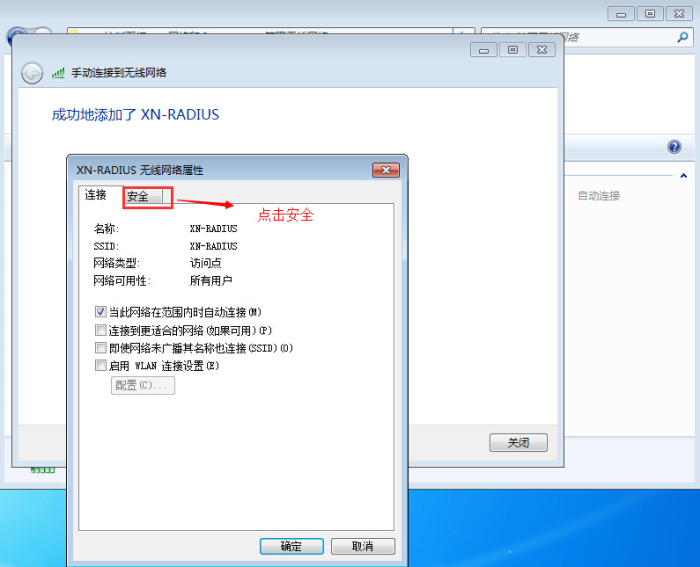 手动连接到无线网络
成功地添加了 XN-RADIUS
自动连接
XN-RADIUS 无线网络属性
连接
安全
点击安全
名称: XN-RADIUS
SSID: XN-RADIUS
网络类型: 访问点
网络可用性: 所有用户
当此网络在范围内时自动连接(M)
连接到更适合的网络(如果可用)(P)
即使网络未广播其名称也连接(SSID)(O)
启用 WLAN 连接设置(E)
配置(C)...
关闭
确定
取消